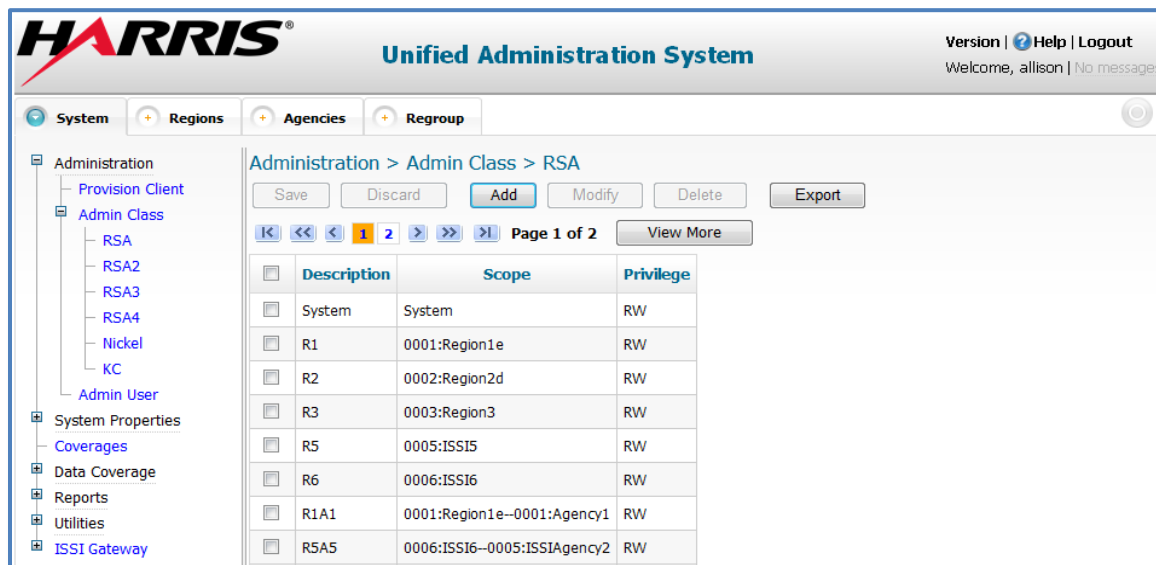 HARRIS®
Unified Administration System
Version | Help | Logout
Welcome, allison | No messages
System
Regions
Agencies
Regroup
Administration
Provision Client
Admin Class
RSA
RSA2
RSA3
RSA4
Nickel
KC
Admin User
System Properties
Coverages
Data Coverage
Reports
Utilities
ISSI Gateway
Administration > Admin Class > RSA
Save Discard Add Modify Delete Export
1 2 Page 1 of 2 View More
Description Scope Privilege
System System RW
R1 0001:Region1e RW
R2 0002:Region2d RW
R3 0003:Region3 RW
R5 0005:ISSI5 RW
R6 0006:ISSI6 RW
R1A1 0001:Region1e--0001:Agency1 RW
R5A5 0006:ISSI6--0005:ISSIAgency2 RW